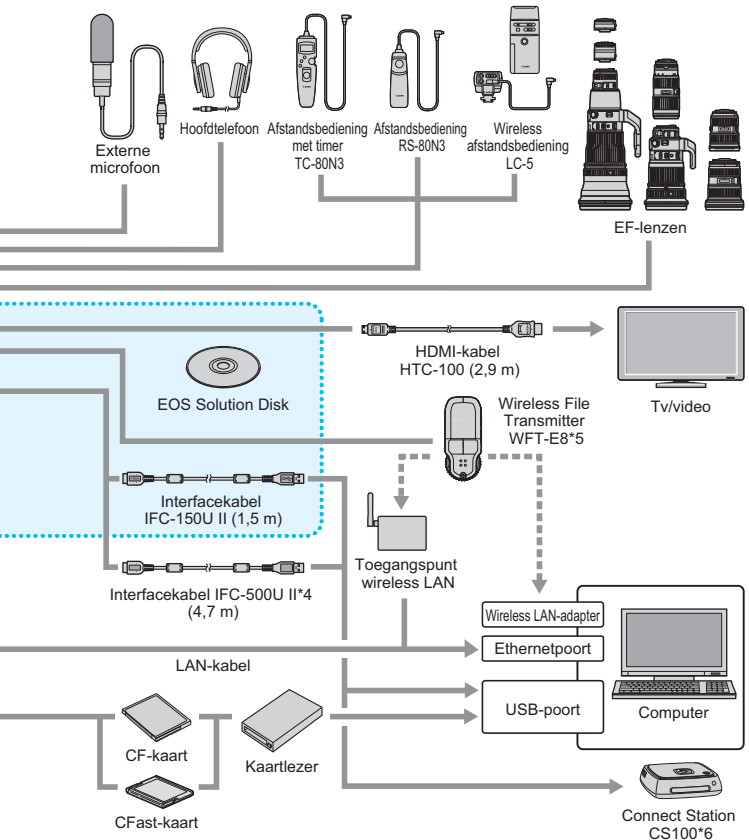 Externe
microfoon
Hoofdtelefoon
Afstandsbediening
met timer
TC-80N3
Afstandsbediening
RS-80N3
Wireless
afstandsbediening
LC-5
EF-lenzen
HDMI-kabel
HTC-100 (2,9 m)
Tv/video
EOS Solution Disk
Wireless File
Transmitter
WFT-E8*5
Interfacekabel
IFC-150U II (1,5 m)
Toegangspunt
wireless LAN
Interfacekabel IFC-500U II*4
(4,7 m)
Wireless LAN-adapter
Ethernetpoort
LAN-kabel
USB-poort
Computer
CF-kaart
Kaartlezer
CFast-kaart
Connect Station
CS100*6